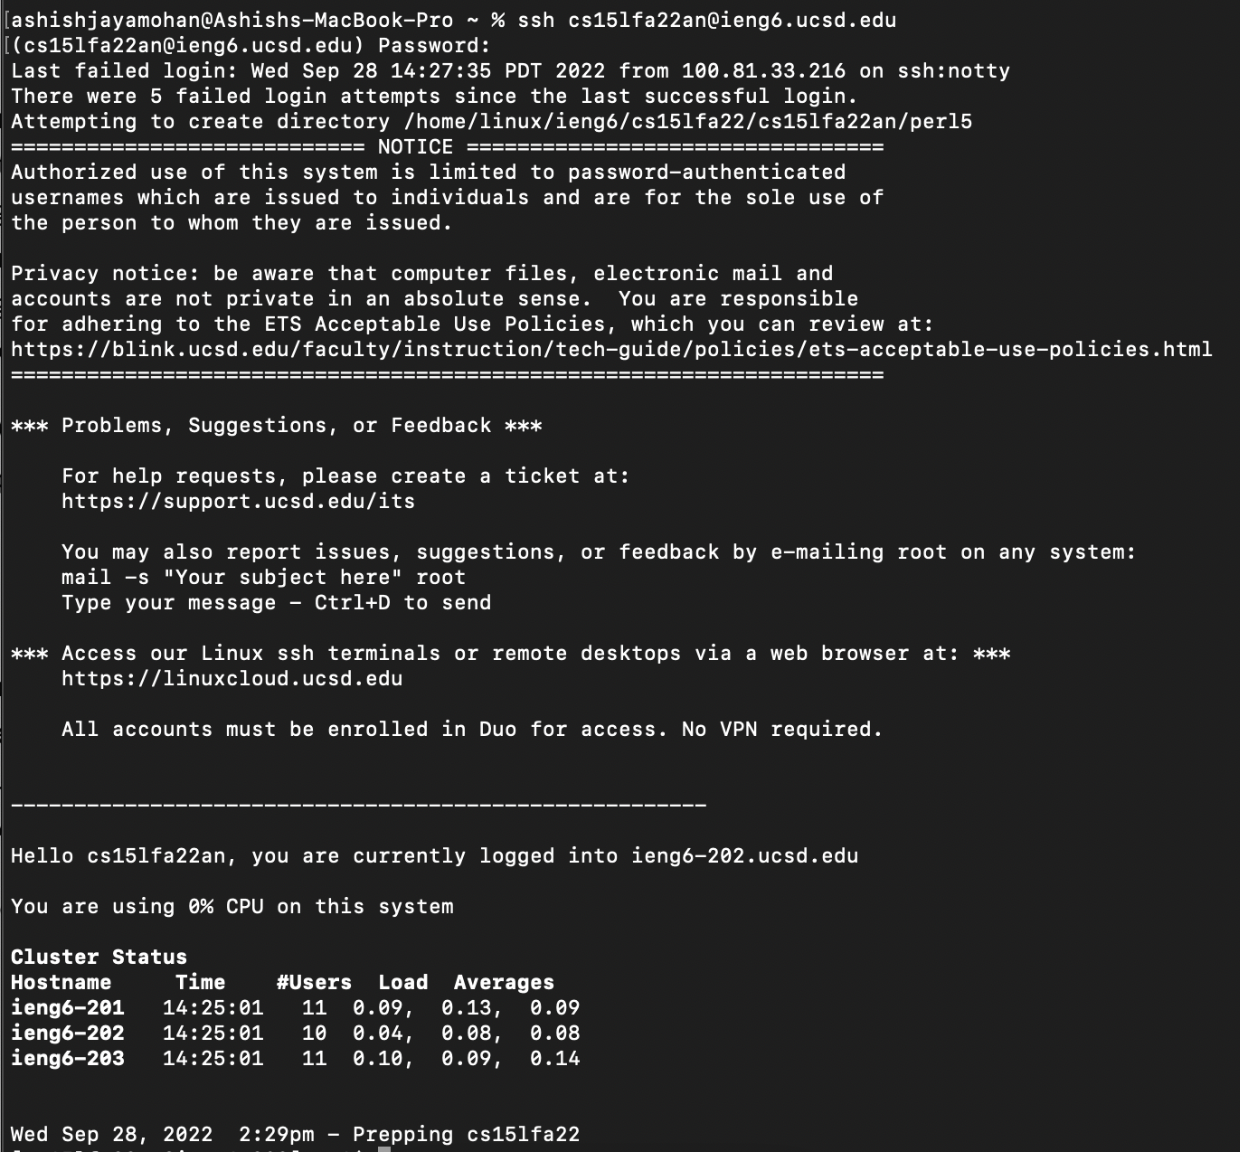 [ashishjayamohan@Ashishs-MacBook-Pro ~ % ssh cs15lfa22an@ieng6.ucsd.edu
[(cs15lfa22an@ieng6.ucsd.edu) Password:
Last failed login: Wed Sep 28 14:27:35 PDT 2022 from 100.81.33.216 on ssh:notty
There were 5 failed login attempts since the last successful login.
Attempting to create directory /home/linux/ieng6/cs15lfa22/cs15lfa22an/perl5
============================ NOTICE =================================
Authorized use of this system is limited to password-authenticated
usernames which are issued to individuals and are for the sole use of
the person to whom they are issued.

Privacy notice: be aware that computer files, electronic mail and
accounts are not private in an absolute sense.  You are responsible
for adhering to the ETS Acceptable Use Policies, which you can review at:
https://blink.ucsd.edu/faculty/instruction/tech-guide/policies/ets-acceptable-use-policies.html
=====================================================================

*** Problems, Suggestions, or Feedback ***

    For help requests, please create a ticket at:
    https://support.ucsd.edu/its

    You may also report issues, suggestions, or feedback by e-mailing root on any system:
    mail -s "Your subject here" root
    Type your message - Ctrl+D to send

*** Access our Linux ssh terminals or remote desktops via a web browser at: ***
    https://linuxcloud.ucsd.edu

    All accounts must be enrolled in Duo for access. No VPN required.

-------------------------------------------------------

Hello cs15lfa22an, you are currently logged into ieng6-202.ucsd.edu

You are using 0% CPU on this system

Cluster Status
Hostname     Time    #Users  Load  Averages
ieng6-201   14:25:01   11  0.09,  0.13,  0.09
ieng6-202   14:25:01   10  0.04,  0.08,  0.08
ieng6-203   14:25:01   11  0.10,  0.09,  0.14

Wed Sep 28, 2022  2:29pm - Prepping cs15lfa22